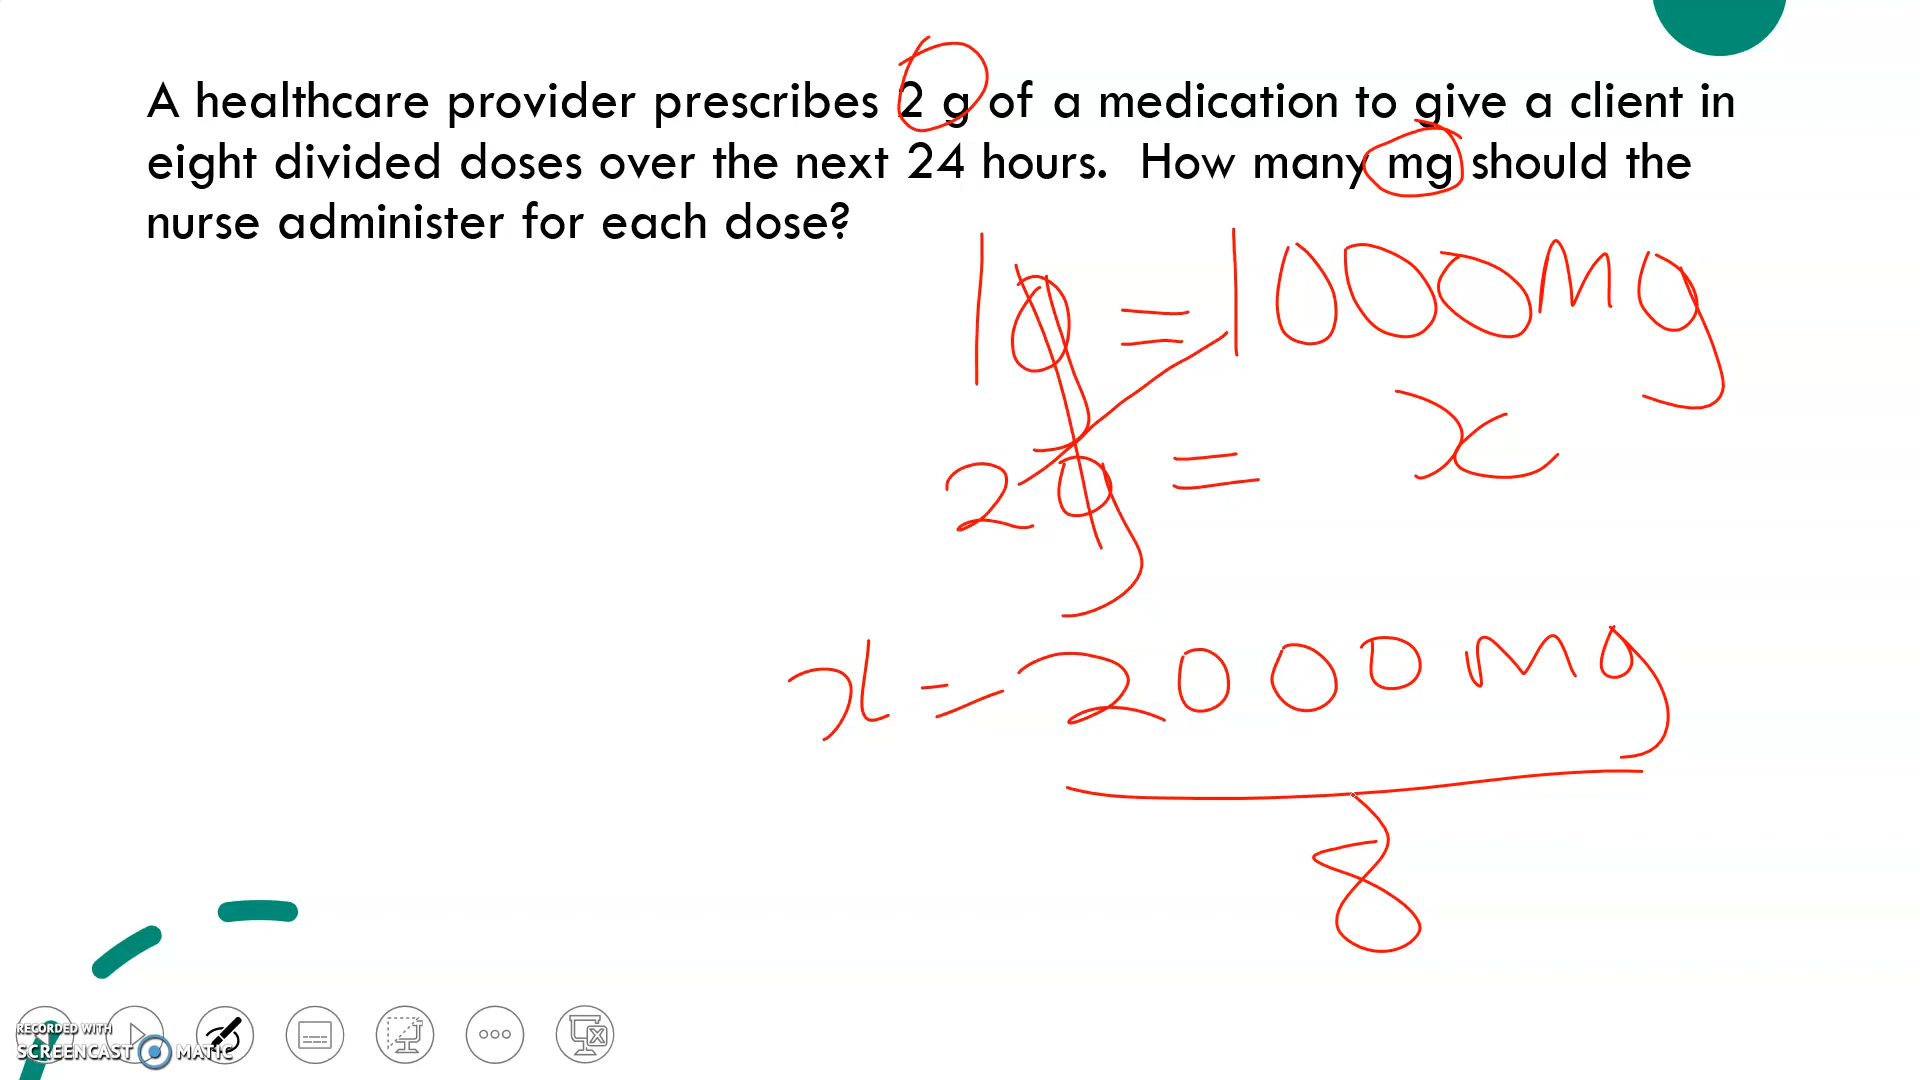 A healthcare provider prescribes 2 g of a medication to give a client in
eight divided doses over the next 24 hours. How many mg should the
nurse administer for each dose?
1g = 1000mg
2g = x
x = 2000mg
8
RECORDED WITH
SCREENCAST MATIC